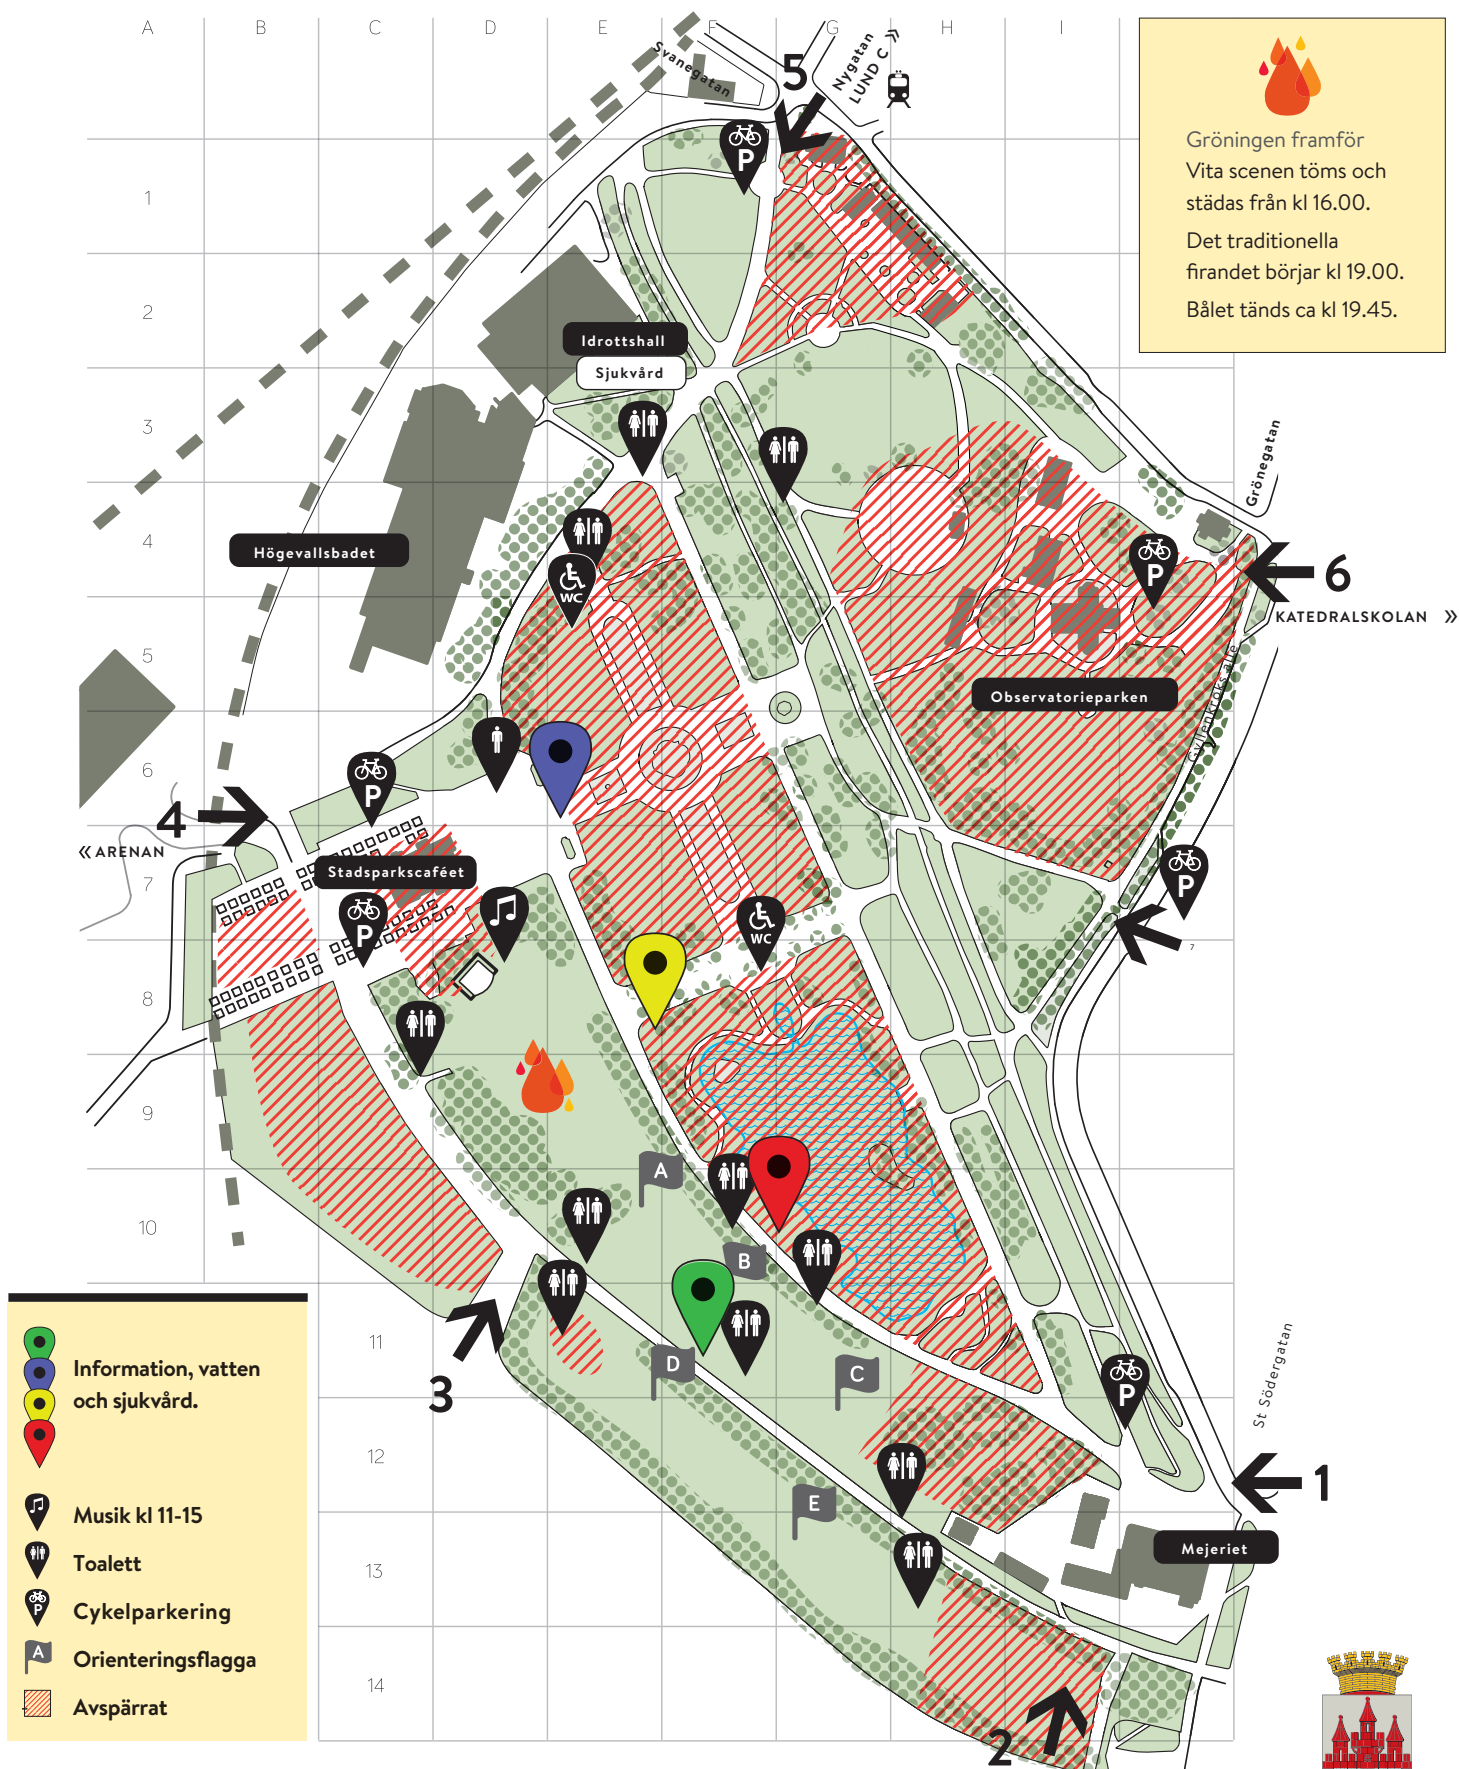 A B C D E F G H I
Svanegatan
5
Nygatan
LUND C »
Gröningen framför
Vita scenen töms och
städas från kl 16.00.
Det traditionella
firandet börjar kl 19.00.
Bålet tänds ca kl 19.45.
P
1
2
Idrottshall
Sjukvård
3
Grönegatan
4
Högevallsbadet
WC
P
6
KATEDRALSKOLAN »
5
Observatorieparken
Gyllenkroks allé
6
P
4
« ARENAN
7
Stadsparkscaféet
P
P
WC
7
8
9
A
10
B
11
D
C
P
3
St Södergatan
12
1
E
Mejeriet
13
14
2
Information, vatten
och sjukvård.
Musik kl 11-15
Toalett
P
Cykelparkering
A
Orienteringsflagga
Avspärrat